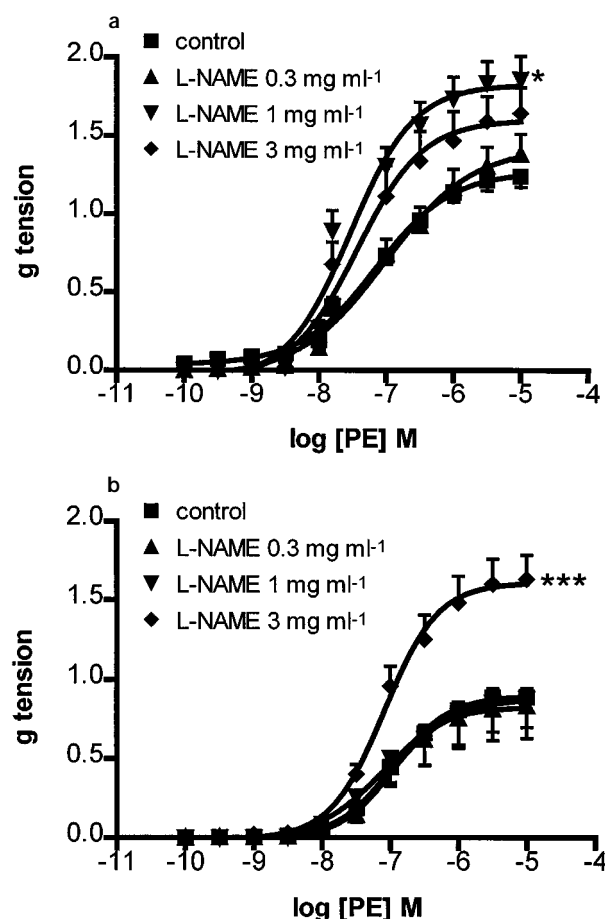 a
control
L-NAME 0.3 mg ml-1
L-NAME 1 mg ml-1
L-NAME 3 mg ml-1
2.0
1.5
1.0
0.5
0.0
*
g tension
-11 -10 -9 -8 -7 -6 -5 -4
log [PE] M
b
control
L-NAME 0.3 mg ml-1
L-NAME 1 mg ml-1
L-NAME 3 mg ml-1
2.0
1.5
1.0
0.5
0.0
***
g tension
-11 -10 -9 -8 -7 -6 -5 -4
log [PE] M